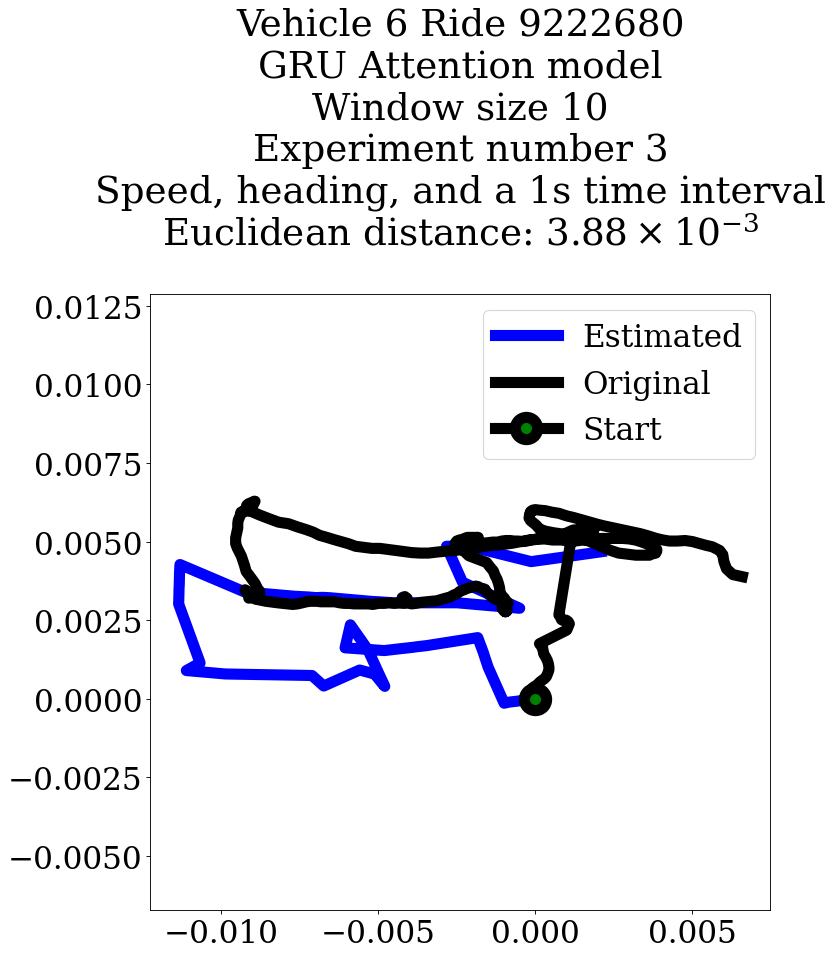 Vehicle 6 Ride 9222680
GRU Attention model
Window size 10
Experiment number 3
Speed, heading, and a 1s time interval
Euclidean distance: 3.88 × 10⁻³
0.0125
0.0100
0.0075
0.0050
0.0025
0.0000
−0.0025
−0.0050
Estimated
Original
Start
−0.010 −0.005 0.000 0.005